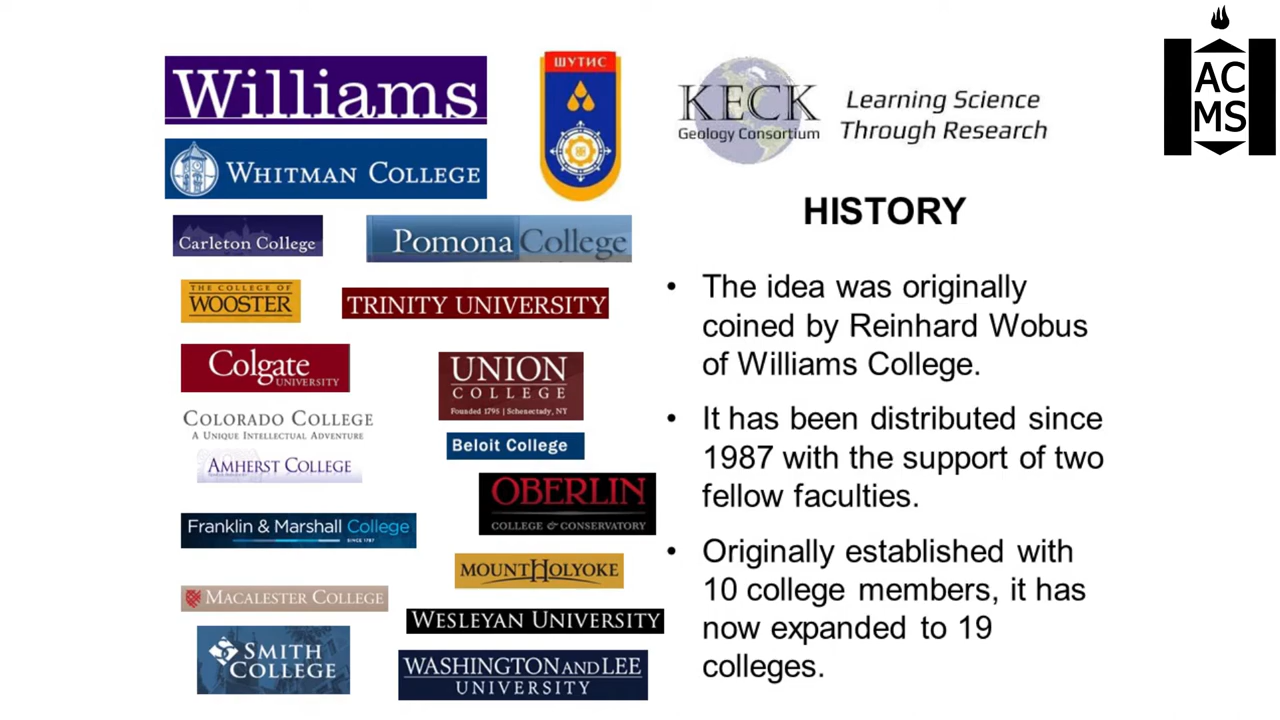 Williams
WHITMAN COLLEGE
Carleton College
Pomona College
THE COLLEGE OF
WOOSTER
TRINITY UNIVERSITY
Colgate
UNIVERSITY
UNION
COLLEGE
Founded 1795 | Schenectady, NY
COLORADO COLLEGE
A UNIQUE INTELLECTUAL ADVENTURE
Beloit College
AMHERST COLLEGE
OBERLIN
COLLEGE & CONSERVATORY
Franklin & Marshall College
SINCE 1787
MOUNT HOLYOKE
MACALESTER COLLEGE
WESLEYAN UNIVERSITY
SMITH
COLLEGE
WASHINGTON AND LEE
UNIVERSITY
ШУТИС
KECK
Geology Consortium
Learning Science
Through Research
AC
MS
HISTORY
• The idea was originally
coined by Reinhard Wobus
of Williams College.
• It has been distributed since
1987 with the support of two
fellow faculties.
• Originally established with
10 college members, it has
now expanded to 19
colleges.